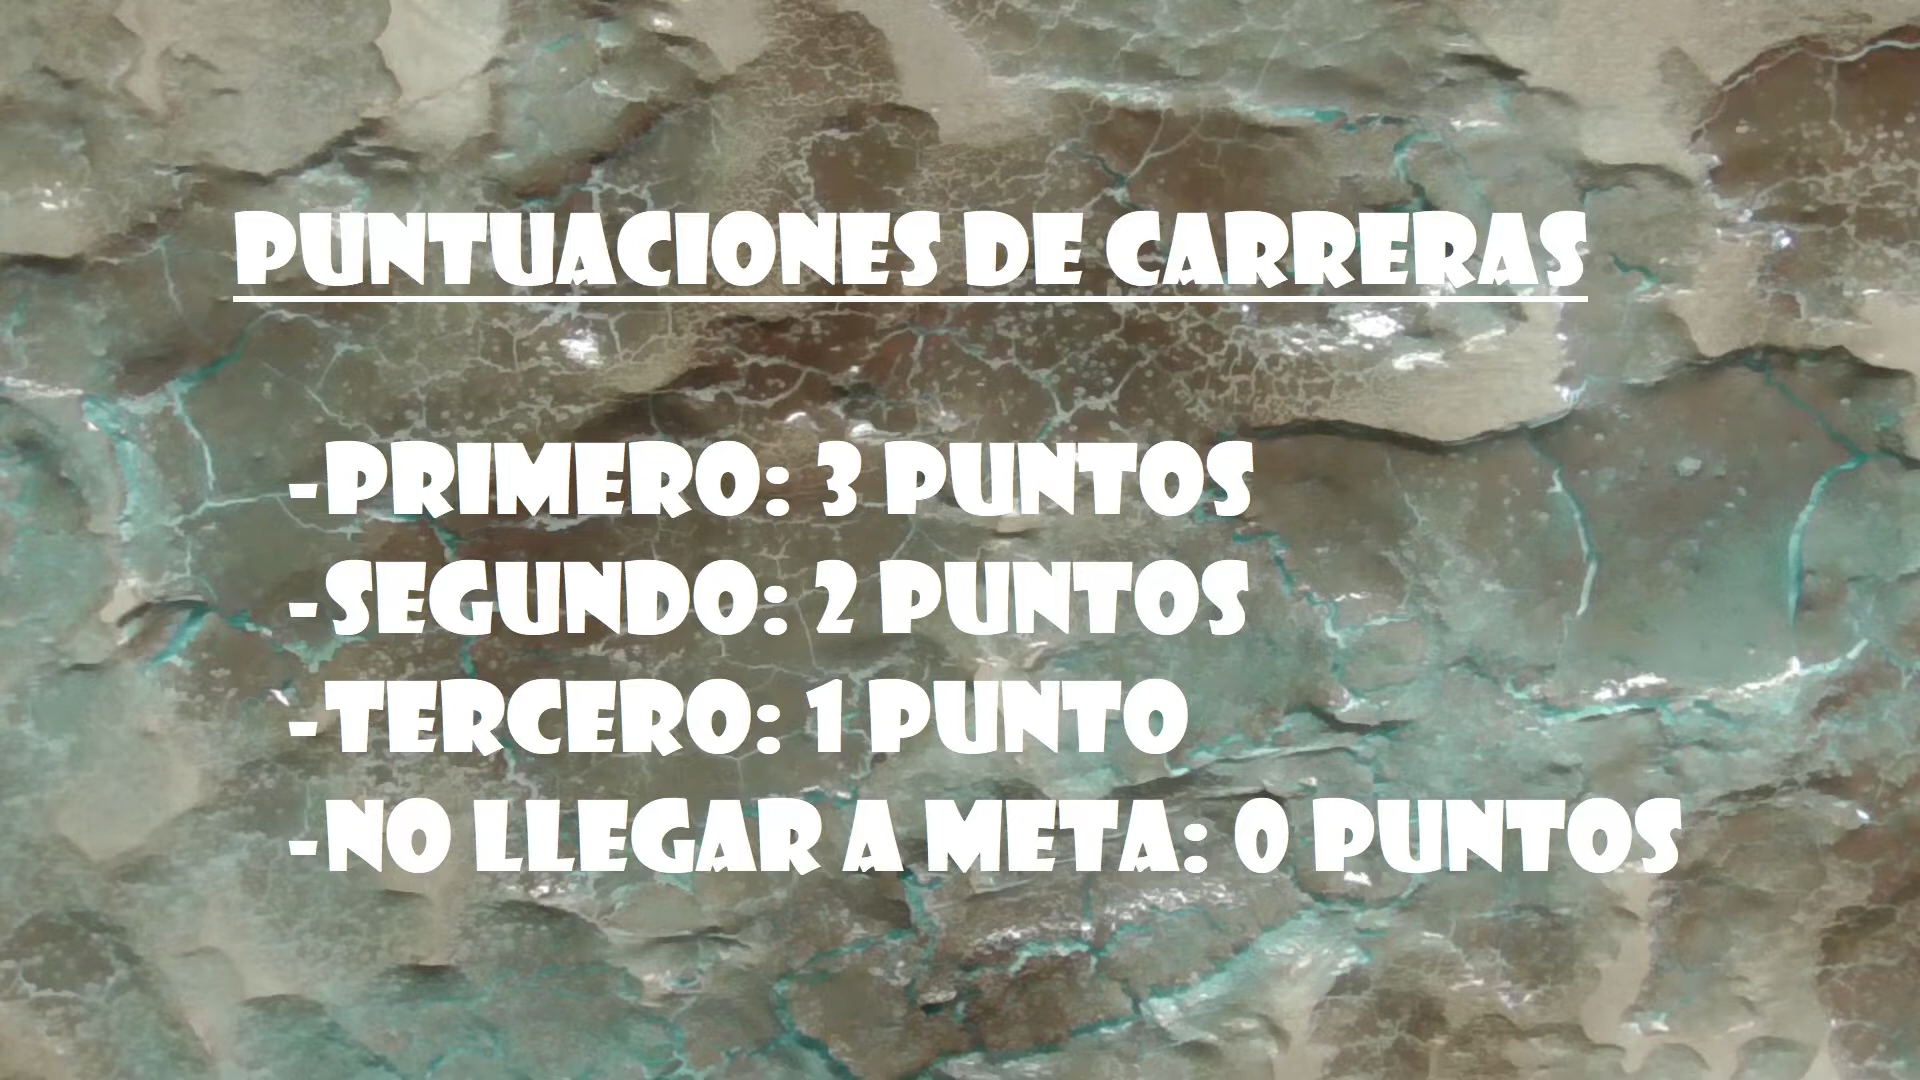 PUNTUACIONES DE CARRERAS
-PRIMERO: 3 PUNTOS
-SEGUNDO: 2 PUNTOS
-TERCERO: 1 PUNTO
-NO LLEGAR A META: 0 PUNTOS